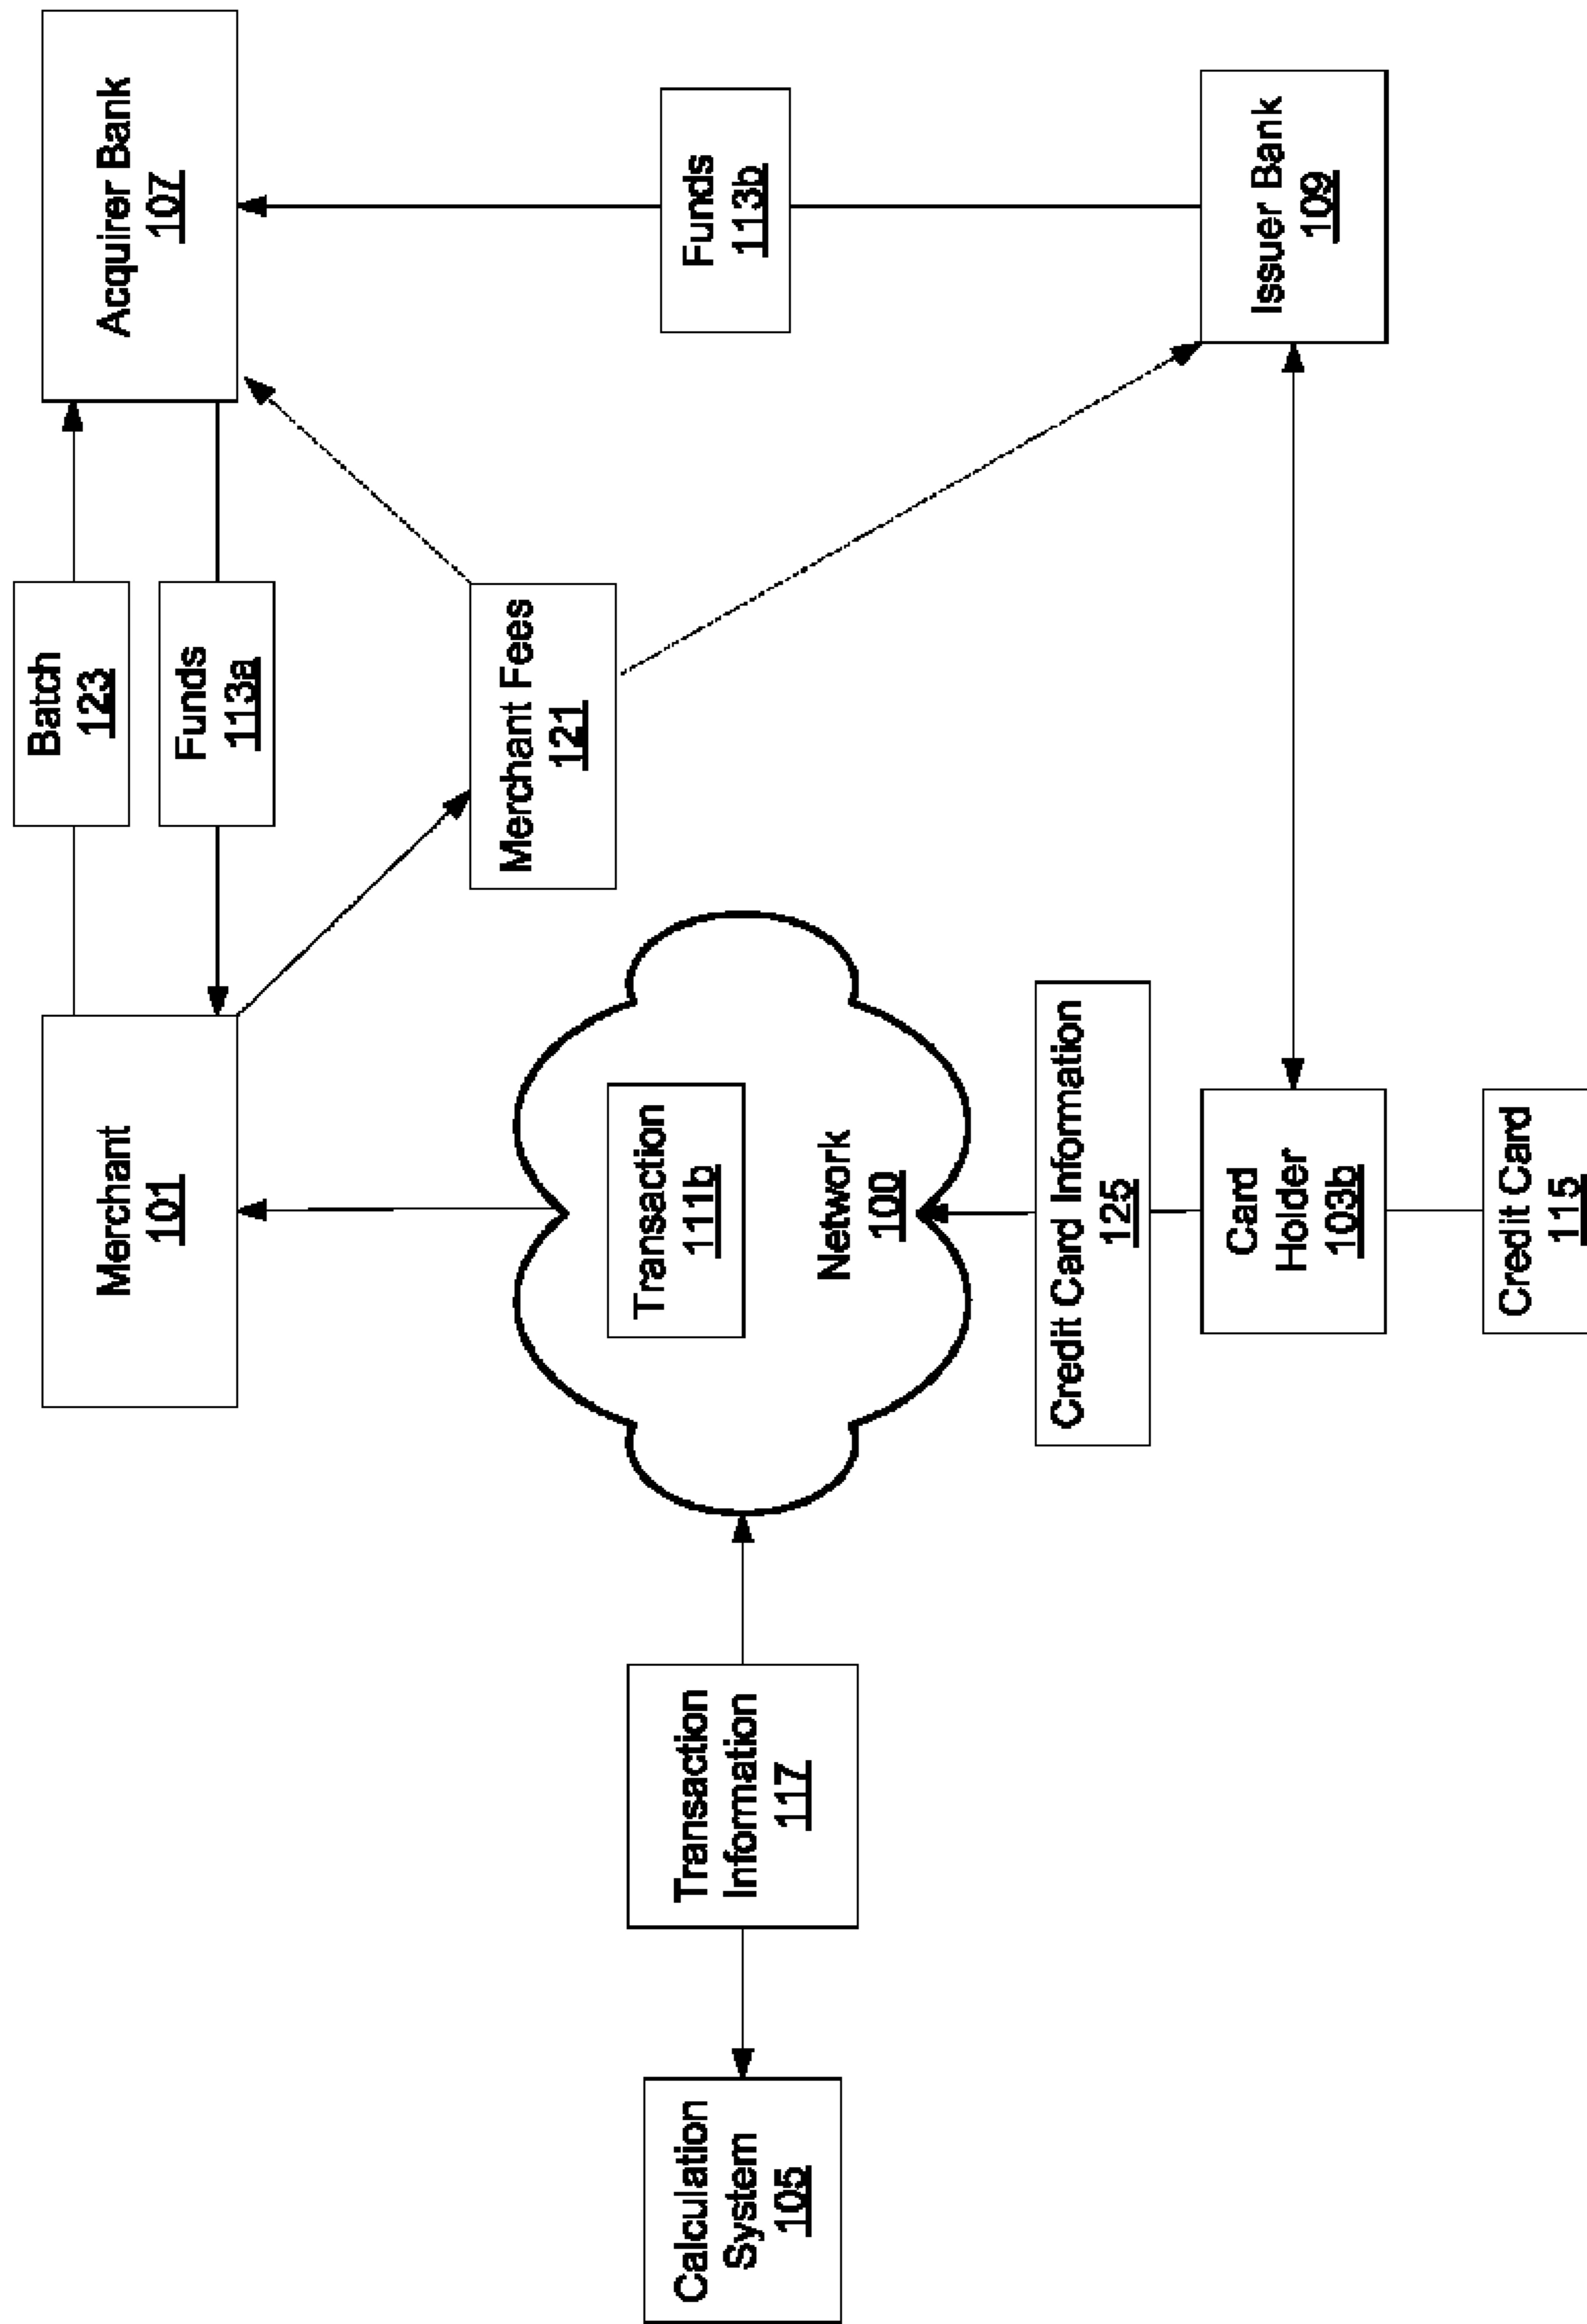 Merchant
101
Batch
123
Funds
113a
Acquirer Bank
107
Merchant Fees
121
Calculation
System
105
Transaction
Information
117
Transaction
111b
Network
100
Funds
113b
Credit Card Information
125
Card
Holder
103b
Issuer Bank
109
Credit Card
115